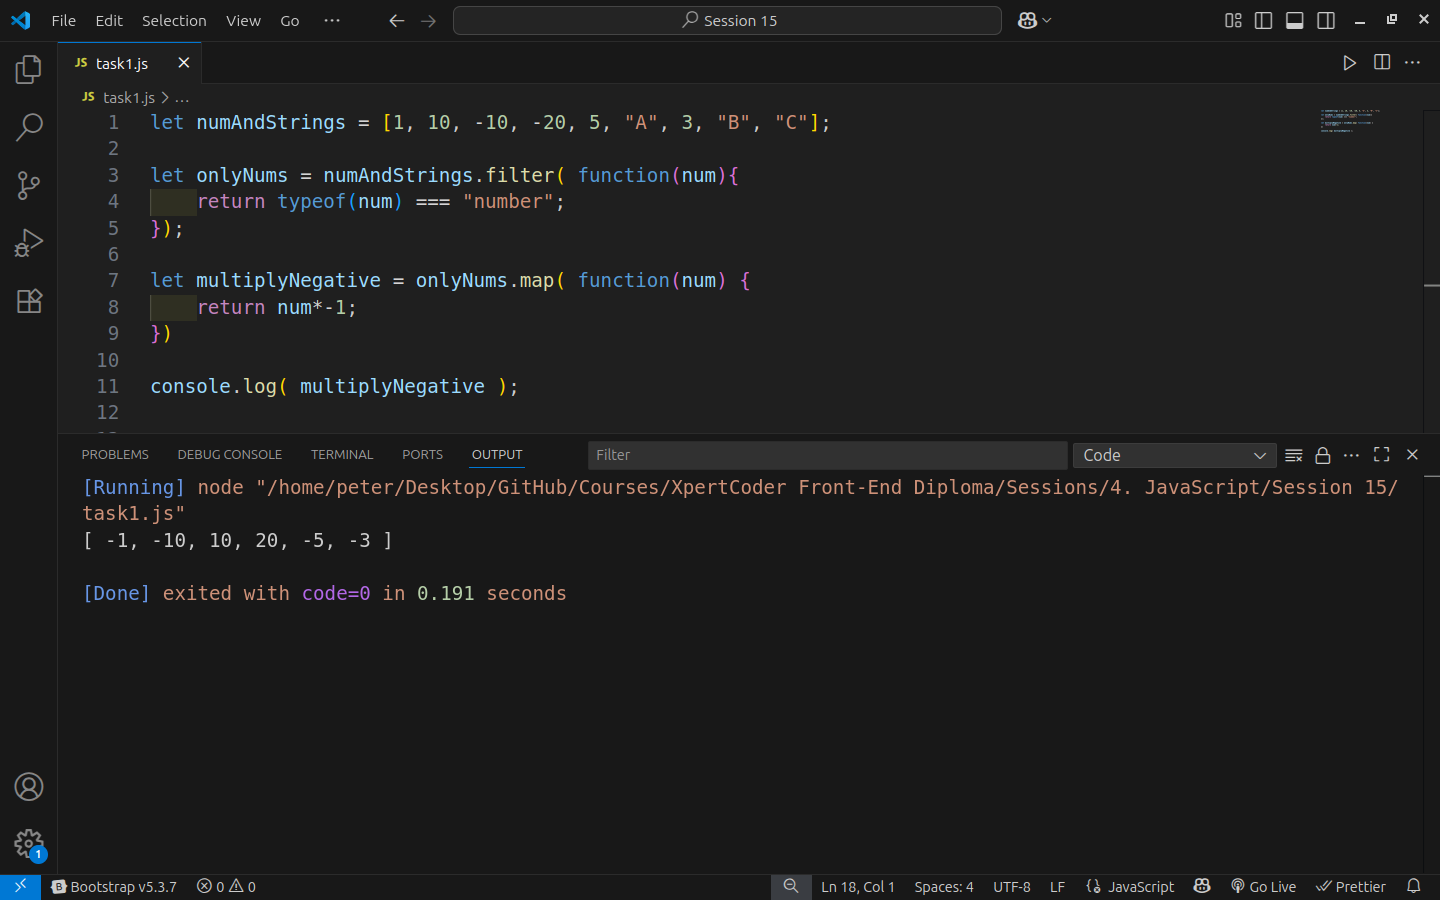 File Edit Selection View Go ··· Session 15
JS task1.js
JS task1.js > ...
1 let numAndStrings = [1, 10, -10, -20, 5, "A", 3, "B", "C"];
2
3 let onlyNums = numAndStrings.filter( function(num){
4 return typeof(num) === "number";
5 });
6
7 let multiplyNegative = onlyNums.map( function(num) {
8 return num*-1;
9 })
10
11 console.log( multiplyNegative );
12
PROBLEMS DEBUG CONSOLE TERMINAL PORTS OUTPUT Filter Code
[Running] node "/home/peter/Desktop/GitHub/Courses/XpertCoder Front-End Diploma/Sessions/4. JavaScript/Session 15/
task1.js"
[ -1, -10, 10, 20, -5, -3 ]
[Done] exited with code=0 in 0.191 seconds
1
B Bootstrap v5.3.7 0 0 Ln 18, Col 1 Spaces: 4 UTF-8 LF JavaScript Go Live Prettier